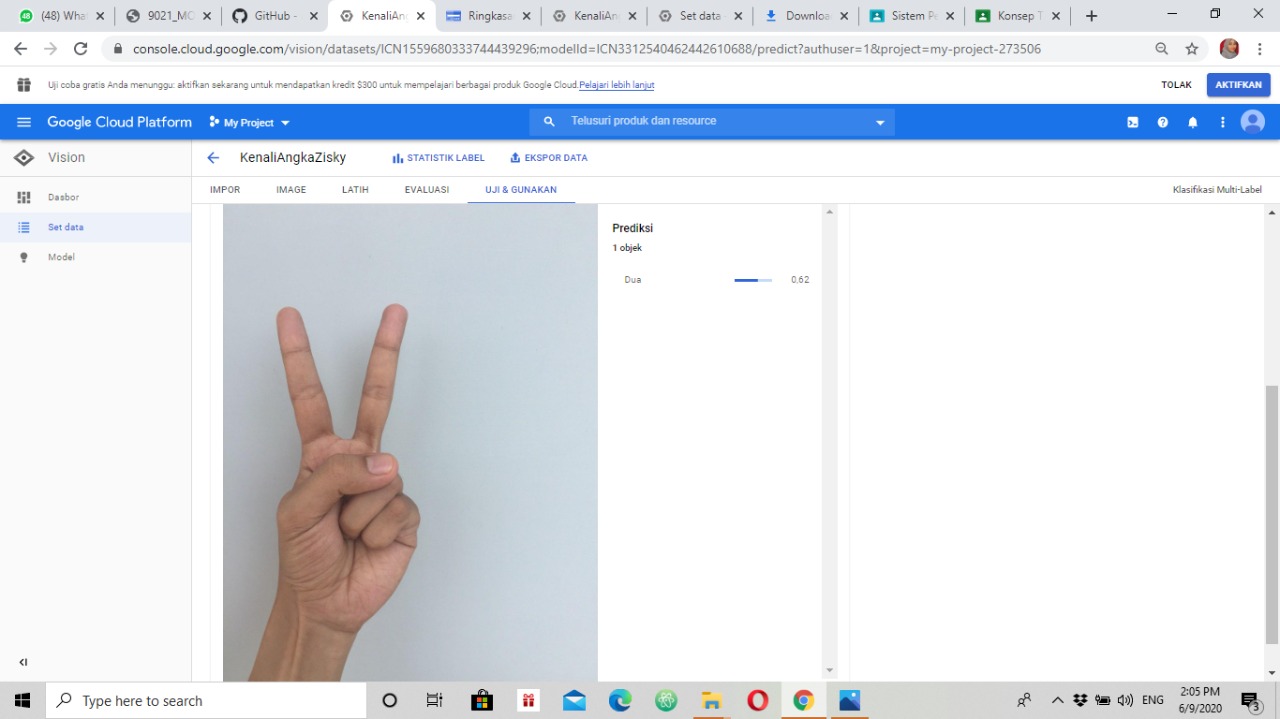 (48) What
9021_MC
GitHub -
KenaliAng
Ringkasa
KenaliAn
Set data
Downloa
Sistem Pe
Konsep T
console.cloud.google.com/vision/datasets/ICN1559680333744439296;modelId=ICN3312540462442610688/predict?authuser=1&project=my-project-273506
Uji coba gratis Anda menunggu: aktifkan sekarang untuk mendapatkan kredit $300 untuk mempelajari berbagai produk Google Cloud.Pelajari lebih lanjut
TOLAK
AKTIFKAN
Google Cloud Platform
My Project
Telusuri produk dan resource
Vision
KenaliAngkaZisky
STATISTIK LABEL
EKSPOR DATA
IMPOR
IMAGE
LATIH
EVALUASI
UJI & GUNAKAN
Klasifikasi Multi-Label
Dasbor
Set data
Model
Prediksi
1 objek
Dua
0,62
Type here to search
ENG
6:05 PM
6/9/2020
3